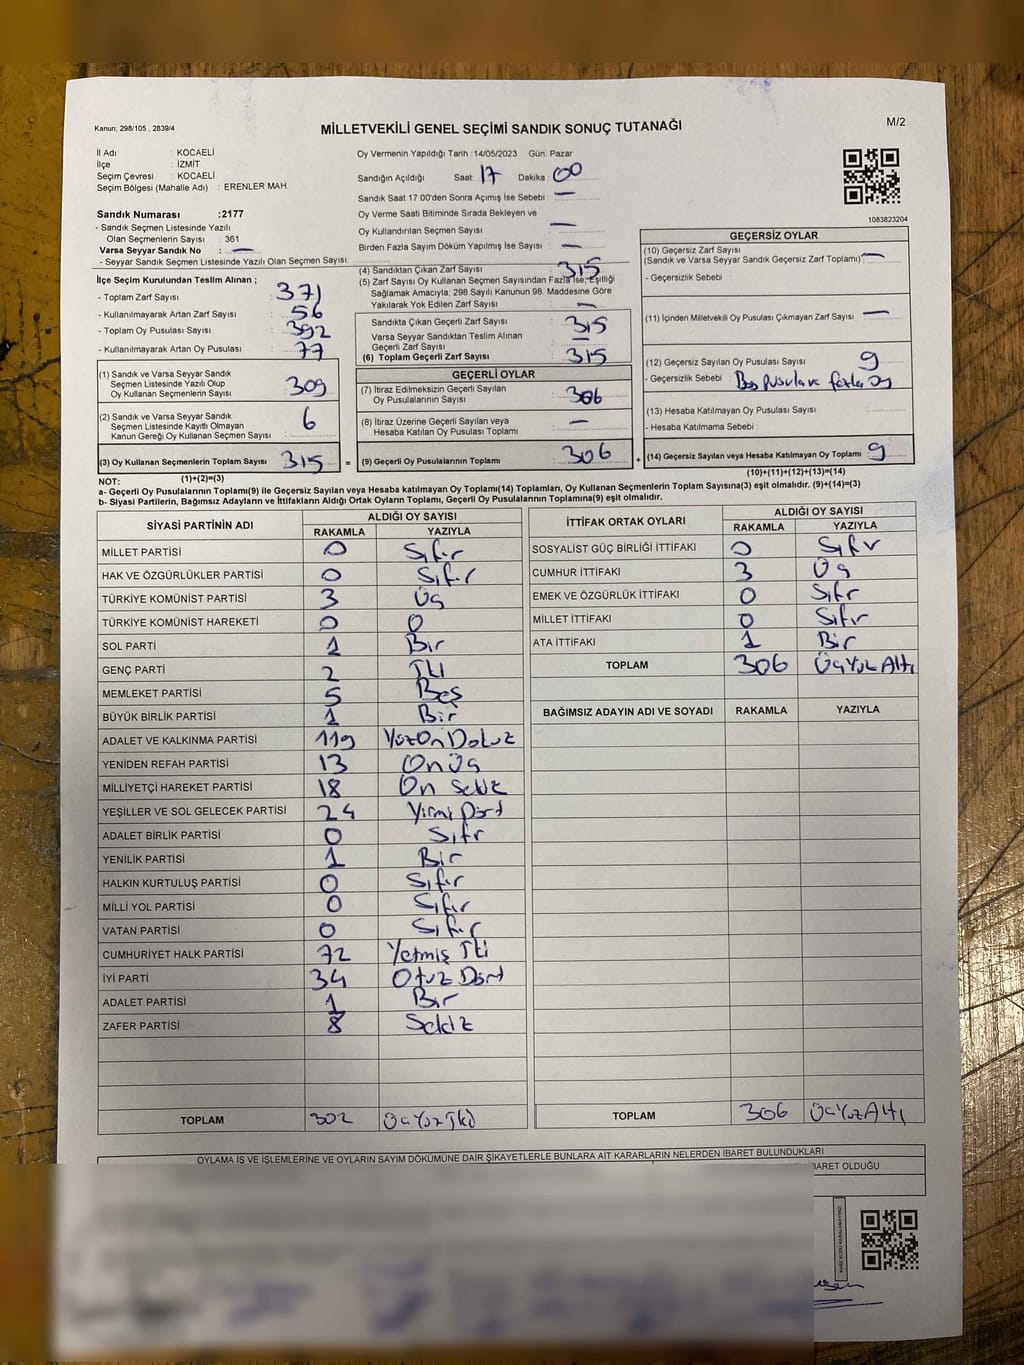 Kanun; 298/105 , 2839/4
MİLLETVEKİLİ GENEL SEÇİMİ SANDIK SONUÇ TUTANAĞI
M/2
İl Adı : KOCAELİ
İlçe : İZMİT
Seçim Çevresi : KOCAELİ
Seçim Bölgesi (Mahalle Adı) : ERENLER MAH.
Sandık Numarası :2177
- Sandık Seçmen Listesinde Yazılı
Olan Seçmenlerin Sayısı : 361
Varsa Seyyar Sandık No : —
- Seyyar Sandık Seçmen Listesinde Yazılı Olan Seçmen Sayısı:
Oy Vermenin Yapıldığı Tarih :14/05/2023 Gün: Pazar
Sandığın Açıldığı Saat: 17 Dakika : 00
Sandık Saat 17:00'den Sonra Açımış İse Sebebi : —
Oy Verme Saati Bitiminde Sırada Bekleyen ve
Oy Kullandırılan Seçmen Sayısı : —
Birden Fazla Sayım Döküm Yapılmış İse Sayısı : —
1083823204
İlçe Seçim Kurulundan Teslim Alınan ;
- Toplam Zarf Sayısı : 371
- Kullanılmayarak Artan Zarf Sayısı : 56
- Toplam Oy Pusulası Sayısı : 392
- Kullanılmayarak Artan Oy Pusulası : 77
(4) Sandıktan Çıkan Zarf Sayısı : 315
(5) Zarf Sayısı Oy Kullanan Seçmen Sayısından Fazla İse, Eşitliği
Sağlamak Amacıyla, 298 Sayılı Kanunun 98. Maddesine Göre
Yakılarak Yok Edilen Zarf Sayısı : —
Sandıkta Çıkan Geçerli Zarf Sayısı : 315
Varsa Seyyar Sandıktan Teslim Alınan
Geçerli Zarf Sayısı : —
(6) Toplam Geçerli Zarf Sayısı : 315
GEÇERSİZ OYLAR
(10) Geçersiz Zarf Sayısı
(Sandık ve Varsa Seyyar Sandık Geçersiz Zarf Toplamı) : —
- Geçersizlik Sebebi :
(11) İçinden Milletvekili Oy Pusulası Çıkmayan Zarf Sayısı : —
(12) Geçersiz Sayılan Oy Pusulası Sayısı : 9
- Geçersizlik Sebebi : Boş pusula ve fazla oy
(13) Hesaba Katılmayan Oy Pusulası Sayısı :
- Hesaba Katılmama Sebebi :
(14) Geçersiz Sayılan veya Hesaba Katılmayan Oy Toplamı : 9
(10)+(11)+(12)+(13)=(14)
(1) Sandık ve Varsa Seyyar Sandık
Seçmen Listesinde Yazılı Olup
Oy Kullanan Seçmenlerin Sayısı : 309
(2) Sandık ve Varsa Seyyar Sandık
Seçmen Listesinde Kayıtlı Olmayan
Kanun Gereği Oy Kullanan Seçmen Sayısı : 6
(3) Oy Kullanan Seçmenlerin Toplam Sayısı : 315 =
(1)+(2)=(3)
GEÇERLİ OYLAR
(7) İtiraz Edilmeksizin Geçerli Sayılan
Oy Pusulalarının Sayısı : 306
(8) İtiraz Üzerine Geçerli Sayılan veya
Hesaba Katılan Oy Pusulası Toplamı : —
(9) Geçerli Oy Pusulalarının Toplamı : 306 +
NOT:
a- Geçerli Oy Pusulalarının Toplamı(9) ile Geçersiz Sayılan veya Hesaba katılmayan Oy Toplamı(14) Toplamları, Oy Kullanan Seçmenlerin Toplam Sayısına(3) eşit olmalıdır. (9)+(14)=(3)
b- Siyasi Partilerin, Bağımsız Adayların ve İttifakların Aldığı Ortak Oyların Toplamı, Geçerli Oy Pusulalarının Toplamına(9) eşit olmalıdır.
SİYASİ PARTİNİN ADI ALDIĞI OY SAYISI
RAKAMLA YAZIYLA
MİLLET PARTİSİ 0 Sıfır
HAK VE ÖZGÜRLÜKLER PARTİSİ 0 Sıfır
TÜRKİYE KOMÜNİST PARTİSİ 3 Üç
TÜRKİYE KOMÜNİST HAREKETİ 0 0
SOL PARTİ 1 Bir
GENÇ PARTİ 2 İki
MEMLEKET PARTİSİ 5 Beş
BÜYÜK BİRLİK PARTİSİ 1 Bir
ADALET VE KALKINMA PARTİSİ 119 YüzOnDokuz
YENİDEN REFAH PARTİSİ 13 OnÜç
MİLLİYETÇİ HAREKET PARTİSİ 18 On sekiz
YEŞİLLER VE SOL GELECEK PARTİSİ 24 Yirmi Dört
ADALET BİRLİK PARTİSİ 0 Sıfır
YENİLİK PARTİSİ 1 Bir
HALKIN KURTULUŞ PARTİSİ 0 Sıfır
MİLLİ YOL PARTİSİ 0 Sıfır
VATAN PARTİSİ 0 Sıfır
CUMHURİYET HALK PARTİSİ 72 Yetmiş İki
İYİ PARTİ 34 Otuz Dört
ADALET PARTİSİ 1 Bir
ZAFER PARTİSİ 8 Sekiz
TOPLAM 302 Üç Yüz İki
İTTİFAK ORTAK OYLARI ALDIĞI OY SAYISI
RAKAMLA YAZIYLA
SOSYALİST GÜÇ BİRLİĞİ İTTİFAKI 0 Sıfır
CUMHUR İTTİFAKI 3 Üç
EMEK VE ÖZGÜRLÜK İTTİFAKI 0 Sıfır
MİLLET İTTİFAKI 0 Sıfır
ATA İTTİFAKI 1 Bir
TOPLAM 306 ÜçYüz Altı
BAĞIMSIZ ADAYIN ADI VE SOYADI RAKAMLA YAZIYLA
TOPLAM 306 ÜçYüz Altı
OYLAMA İŞ VE İŞLEMLERİNE VE OYLARIN SAYIM DÖKÜMÜNE DAİR ŞİKAYETLERLE BUNLARA AİT KARARLARIN NELERDEN İBARET BULUNDUKLARI
İBARET OLDUĞU